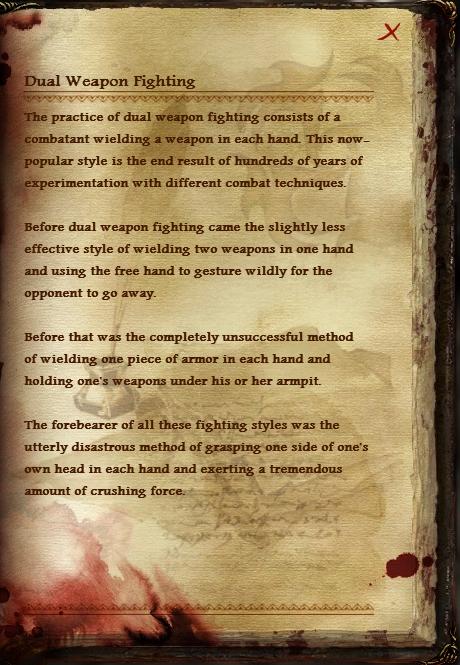 Dual Weapon Fighting
The practice of dual weapon fighting consists of a
combatant wielding a weapon in each hand. This now-
popular style is the end result of hundreds of years of
experimentation with different combat techniques.
Before dual weapon fighting came the slightly less
effective style of wielding two weapons in one hand
and using the free hand to gesture wildly for the
opponent to go away.
Before that was the completely unsuccessful method
of wielding one piece of armor in each hand and
holding one's weapons under his or her armpit.
The forebearer of all these fighting styles was the
utterly disastrous method of grasping one side of one's
own head in each hand and exerting a tremendous
amount of crushing force.